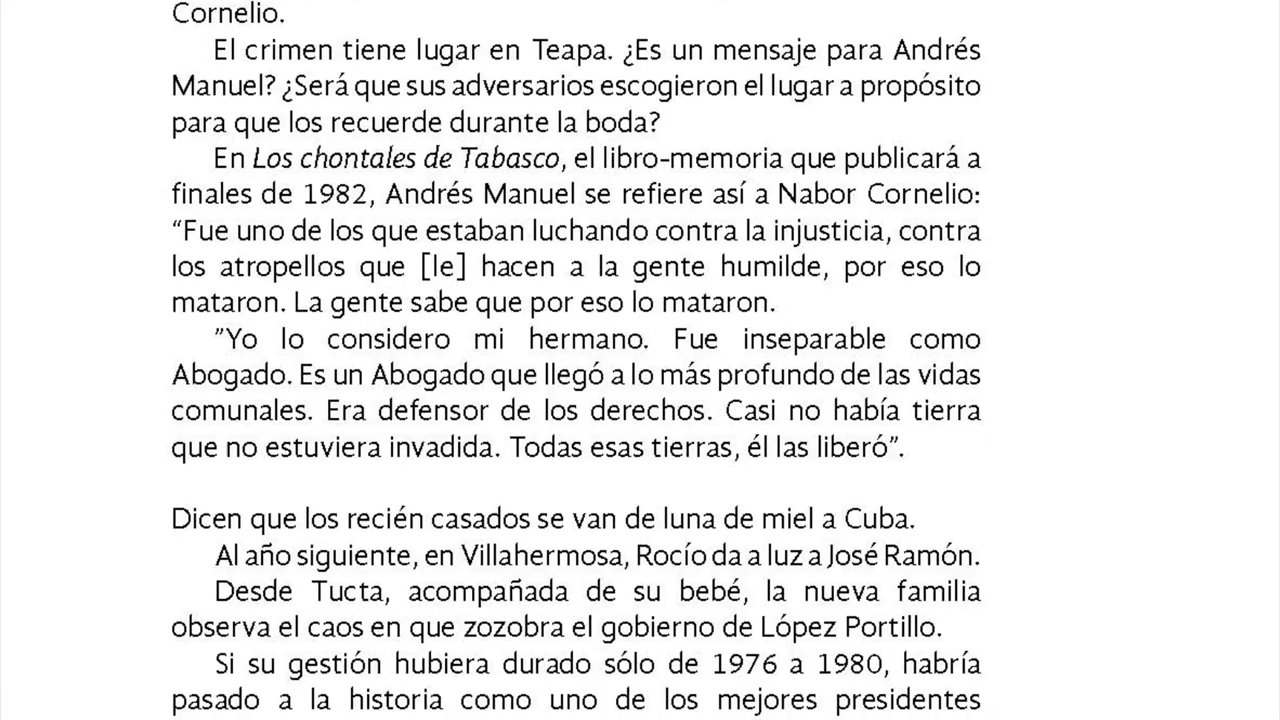 Cornelio.
El crimen tiene lugar en Teapa. ¿Es un mensaje para Andrés
Manuel? ¿Será que sus adversarios escogieron el lugar a propósito
para que los recuerde durante la boda?
En Los chontales de Tabasco, el libro-memoria que publicará a
finales de 1982, Andrés Manuel se refiere así a Nabor Cornelio:
“Fue uno de los que estaban luchando contra la injusticia, contra
los atropellos que [le] hacen a la gente humilde, por eso lo
mataron. La gente sabe que por eso lo mataron.
”Yo lo considero mi hermano. Fue inseparable como
Abogado. Es un Abogado que llegó a lo más profundo de las vidas
comunales. Era defensor de los derechos. Casi no había tierra
que no estuviera invadida. Todas esas tierras, él las liberó”.
Dicen que los recién casados se van de luna de miel a Cuba.
Al año siguiente, en Villahermosa, Rocío da a luz a José Ramón.
Desde Tucta, acompañada de su bebé, la nueva familia
observa el caos en que zozobra el gobierno de López Portillo.
Si su gestión hubiera durado sólo de 1976 a 1980, habría
pasado a la historia como uno de los mejores presidentes